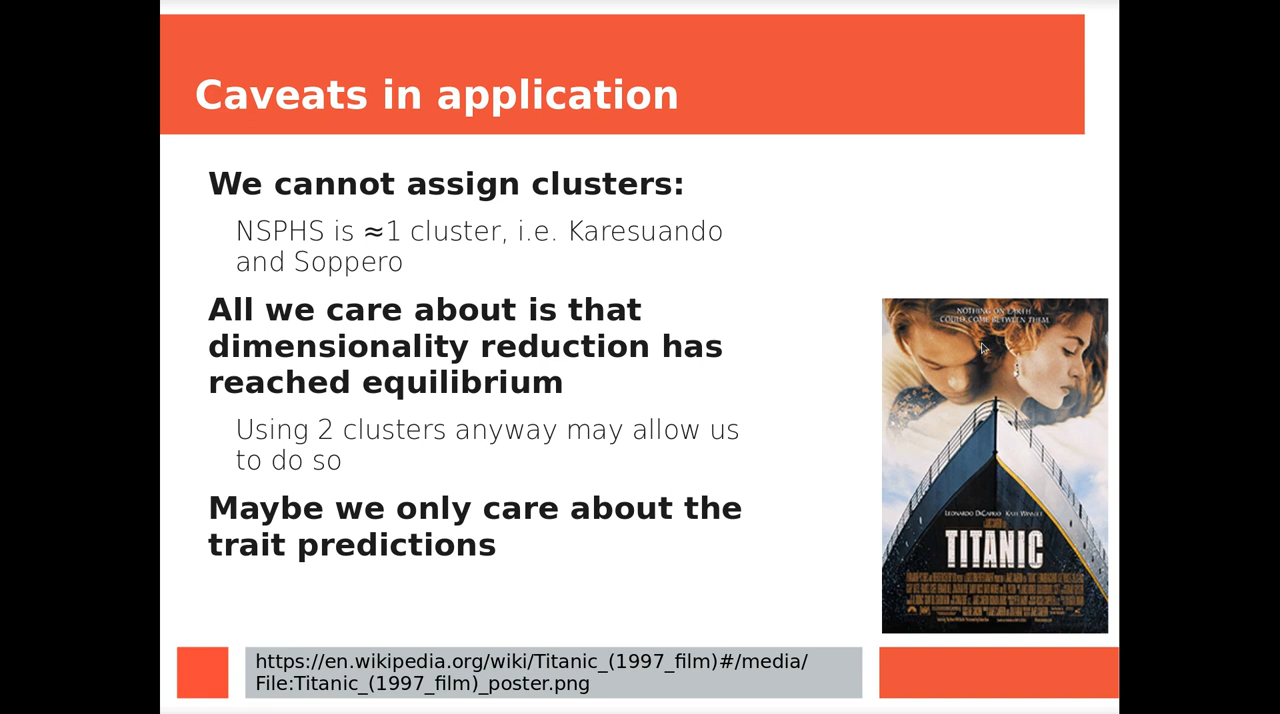 Caveats in application
We cannot assign clusters:
NSPHS is ≈1 cluster, i.e. Karesuando
and Soppero
All we care about is that
dimensionality reduction has
reached equilibrium
Using 2 clusters anyway may allow us
to do so
Maybe we only care about the
trait predictions
NOTHING ON EARTH
COULD COME BETWEEN THEM.
LEONARDO DiCAPRIO KATE WINSLET
TITANIC
https://en.wikipedia.org/wiki/Titanic_(1997_film)#/media/
File:Titanic_(1997_film)_poster.png